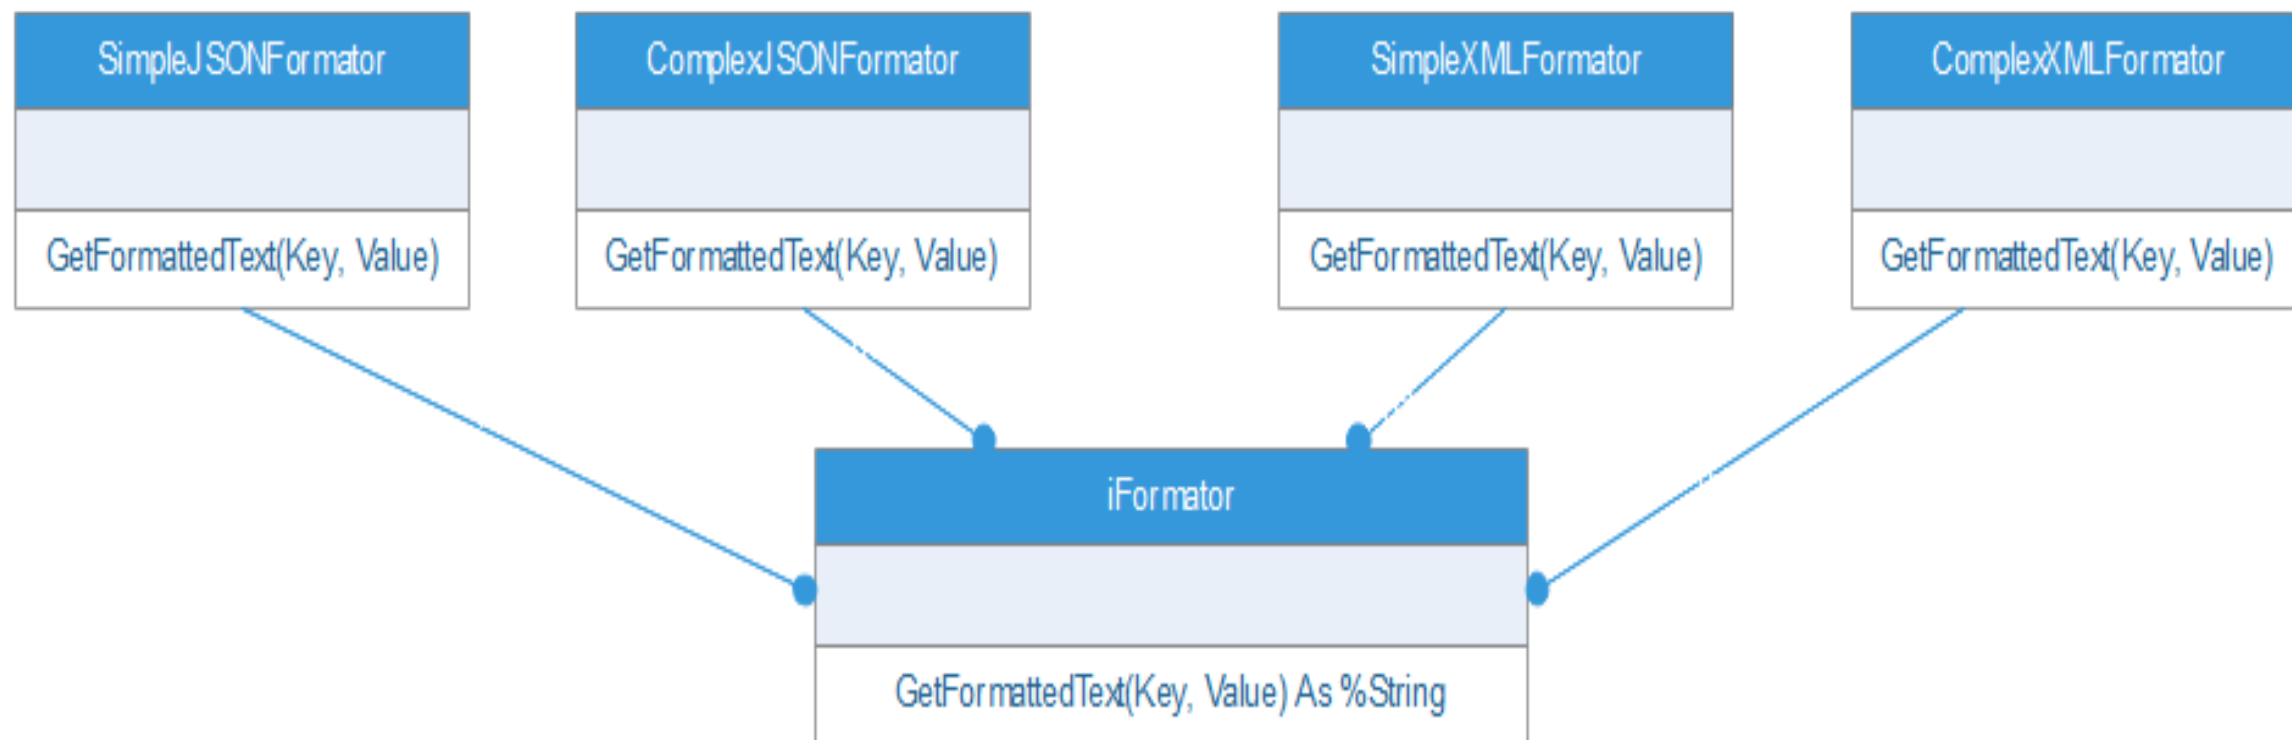 SimpleJSONFormator
ComplexJSONFormator
SimpleXMLFormator
ComplexXMLFormator
GetFormattedText(Key, Value)
GetFormattedText(Key, Value)
GetFormattedText(Key, Value)
GetFormattedText(Key, Value)
iFormator
GetFormattedText(Key, Value) As %String